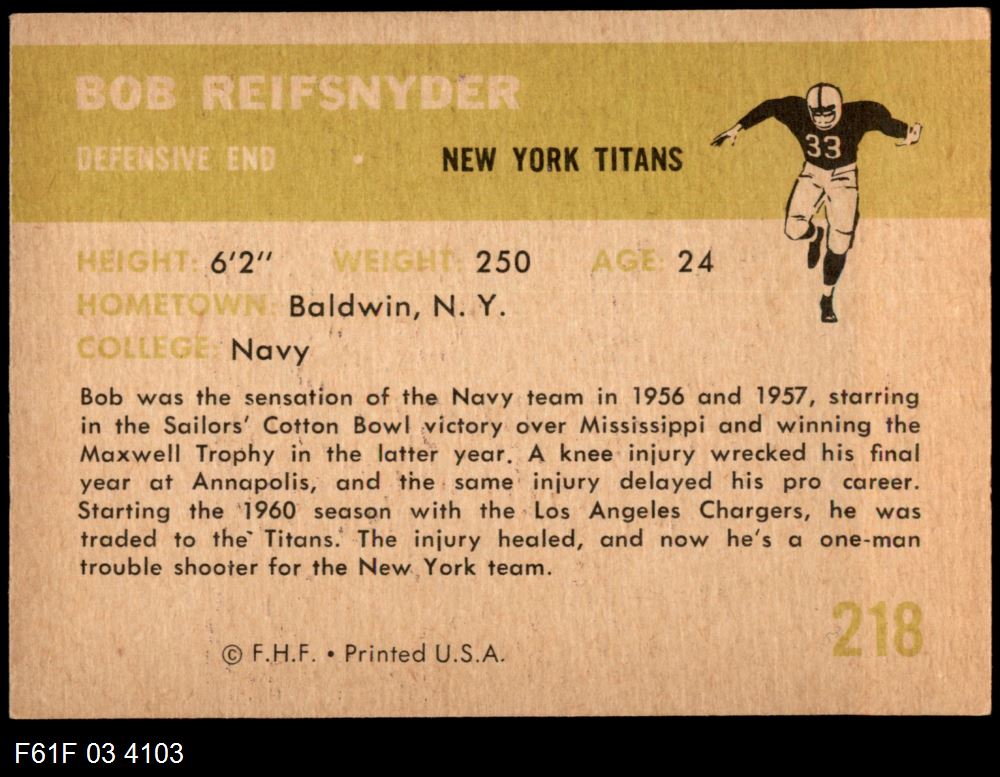 BOB REIFSNYDER
DEFENSIVE END • NEW YORK TITANS
33
HEIGHT: 6'2" WEIGHT: 250 AGE: 24
HOMETOWN: Baldwin, N. Y.
COLLEGE: Navy
Bob was the sensation of the Navy team in 1956 and 1957, starring
in the Sailors' Cotton Bowl victory over Mississippi and winning the
Maxwell Trophy in the latter year. A knee injury wrecked his final
year at Annapolis, and the same injury delayed his pro career.
Starting the 1960 season with the Los Angeles Chargers, he was
traded to the Titans. The injury healed, and now he's a one-man
trouble shooter for the New York team.
218
© F.H.F. • Printed U.S.A.
F61F 03 4103